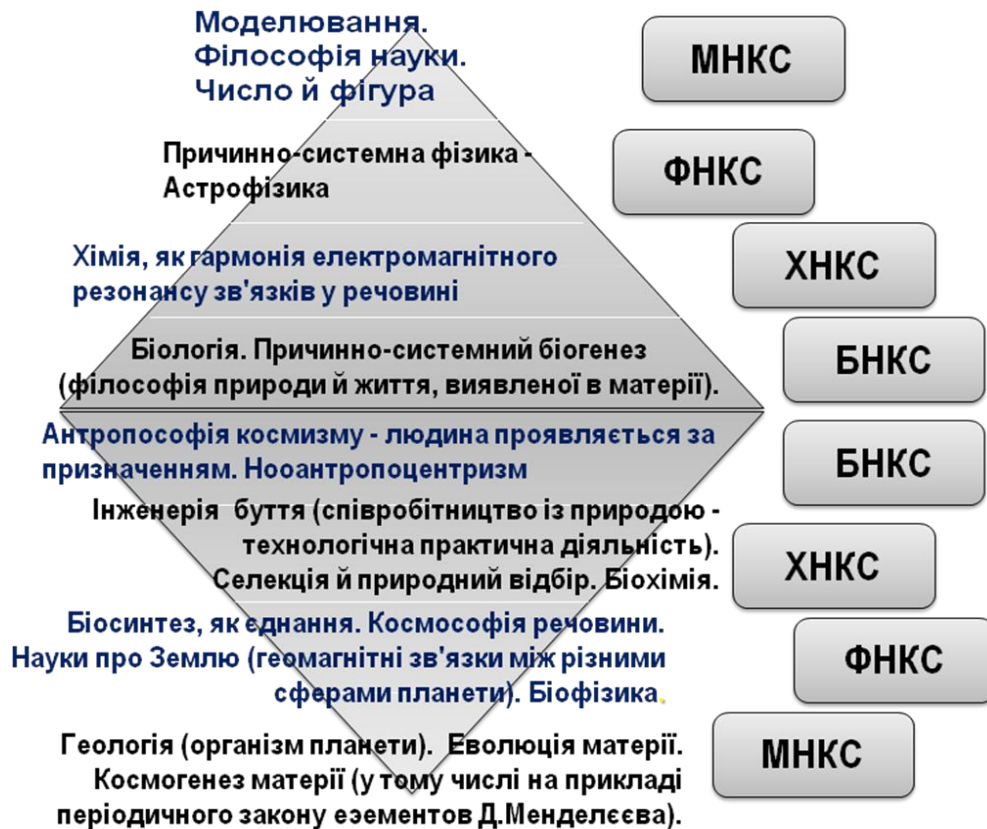 Моделювання.
Філософія науки.
Число й фігура
МНКС
Причинно-системна фізика -
Астрофізика
ФНКС
Хімія, як гармонія електромагнітного
резонансу зв'язків у речовині
ХНКС
Біологія. Причинно-системний біогенез
(філософія природи й життя, виявленої в матерії).
БНКС
Антропософія космизму - людина проявляється за
призначенням. Нооантропоцентризм
БНКС
Інженерія буття (співробітництво із природою -
технологічна практична діяльність).
Селекція й природний відбір. Біохімія.
ХНКС
Біосинтез, як єднання. Космософія речовини.
Науки про Землю (геомагнітні зв'язки між різними
сферами планети). Біофізика.
ФНКС
Геологія (організм планети). Еволюція матерії.
Космогенез матерії (у тому числі на прикладі
періодичного закону езементов Д.Менделєєва).
МНКС